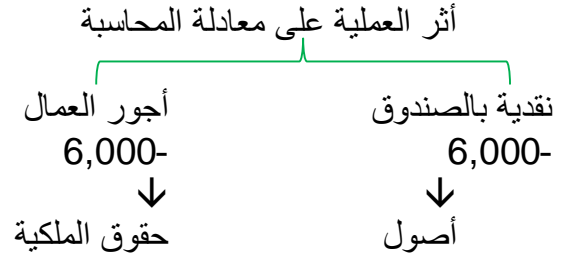 أثر العملية على معادلة المحاسبة
نقدية بالصندوق أجور العمال
6,000- 6,000-
أصول حقوق الملكية